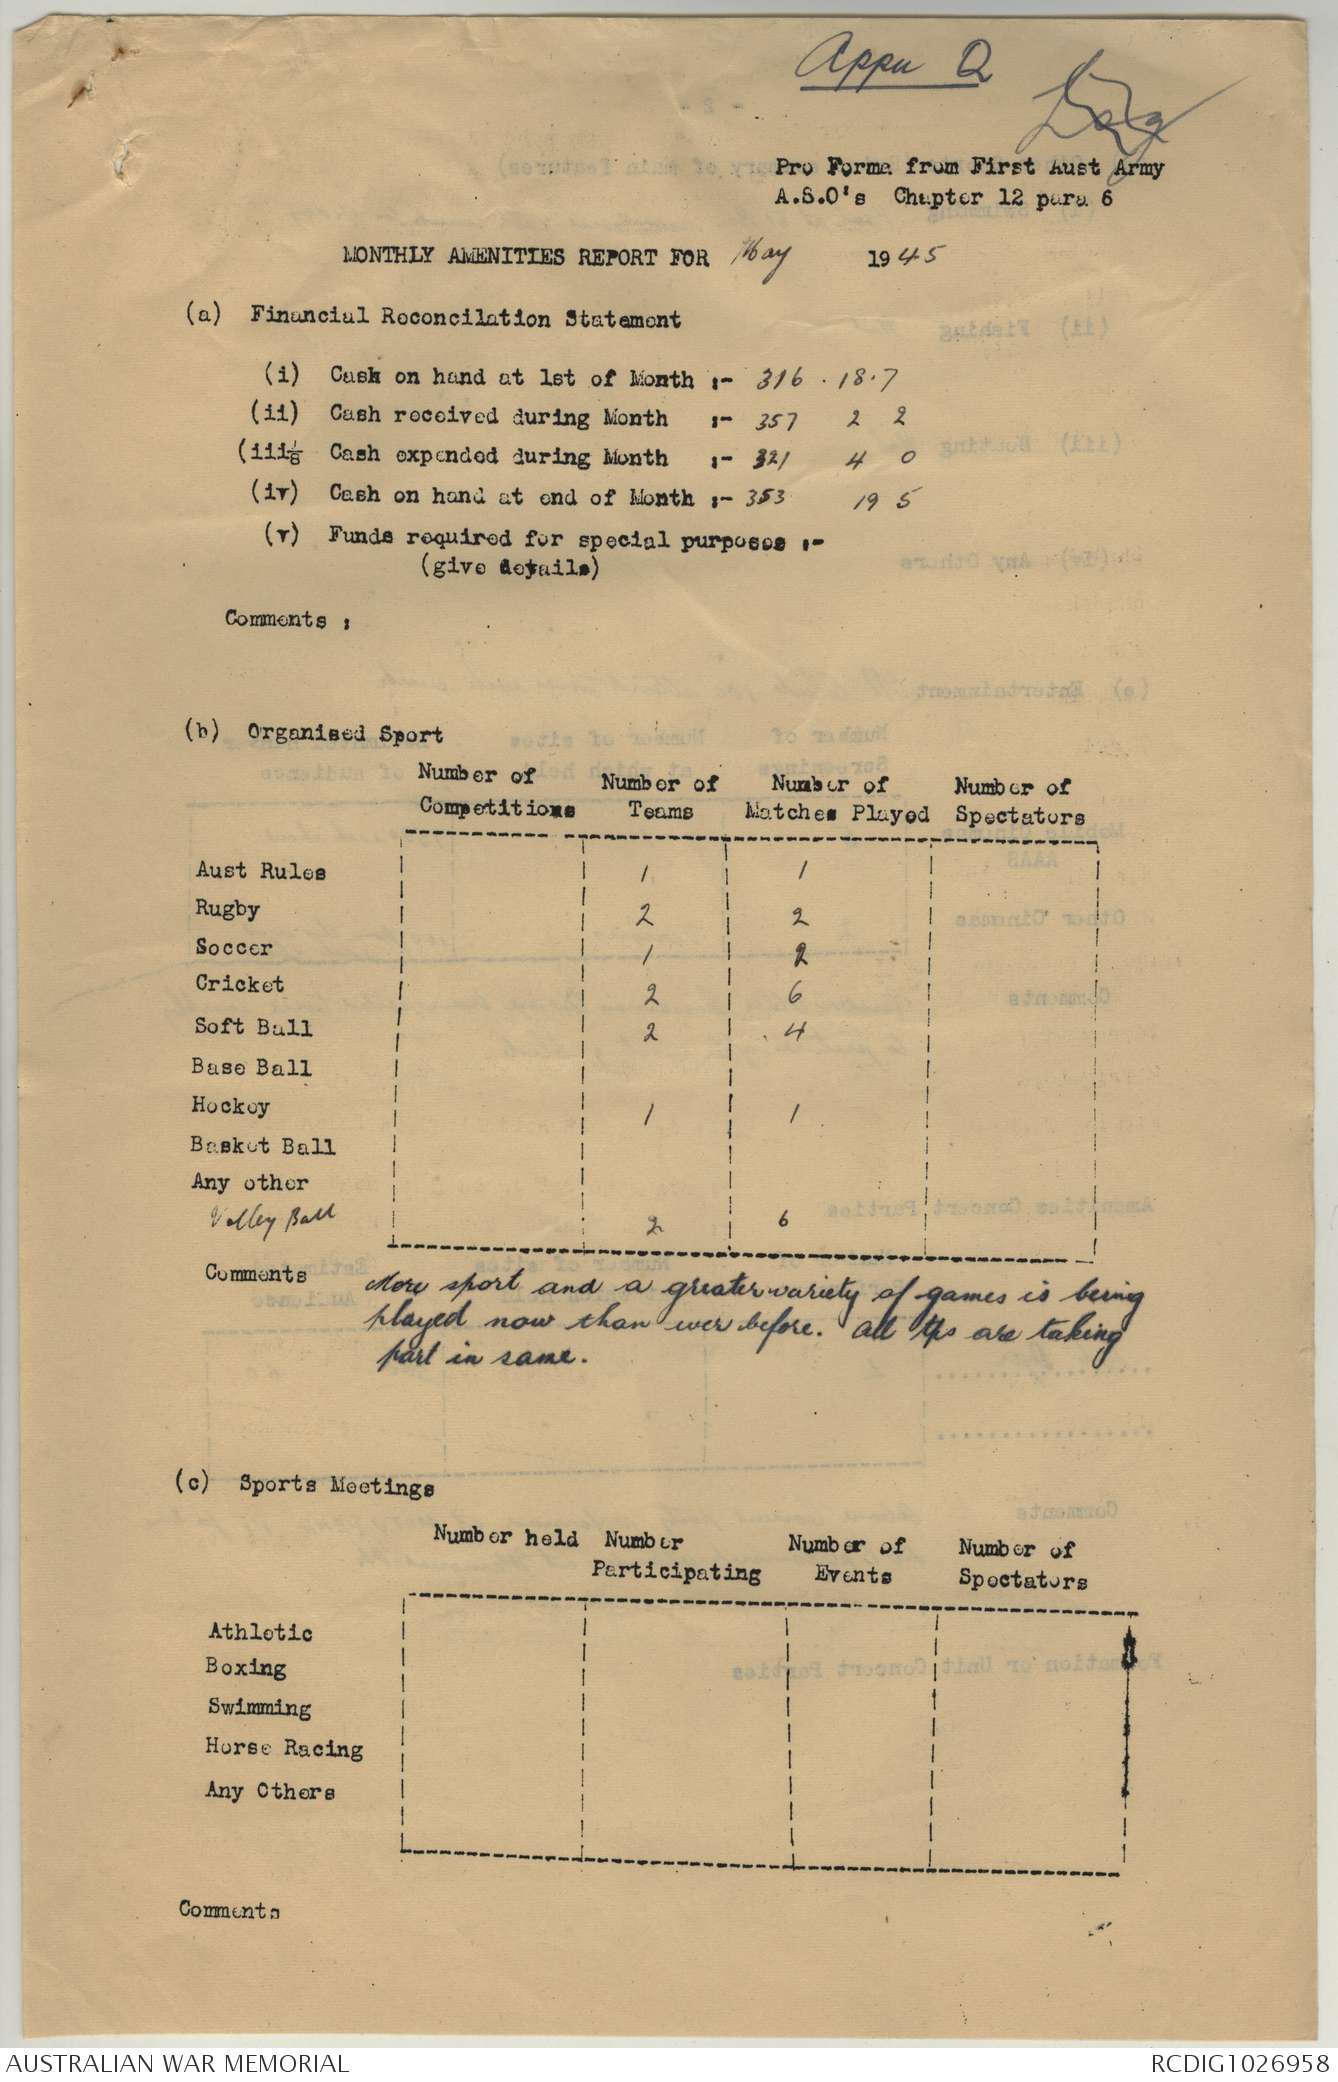 Appx Q
Pro Forma from First Aust Army
A.S.O's Chapter 12 para 6
MONTHLY AMENITIES REPORT FOR May 1945
(a) Financial Reconcilation Statement
(i) Cash on hand at 1st of Month :- 316 . 18 . 7
(ii) Cash received during Month :- 357 2 2
(iii) Cash expended during Month :- 321 4 0
(iv) Cash on hand at end of Month :- 353 19 5
(v) Funds required for special purposes :-
(give details)
Comments :
(b) Organised Sport
Number of Competitions Number of Teams Number of Matches Played Number of Spectators
Aust Rules 1 1
Rugby 2 2
Soccer 1 2
Cricket 2 6
Soft Ball 2 4
Base Ball
Hockey 1 1
Basket Ball
Any other
Volley Ball 2 6
Comments More sport and a greater variety of games is being
played now than ever before. All tps are taking
part in same.
(c) Sports Meetings
Number held Number Participating Number of Events Number of Spectators
Athletic
Boxing
Swimming
Horse Racing
Any Others
Comments
AUSTRALIAN WAR MEMORIAL RCDIG1026958